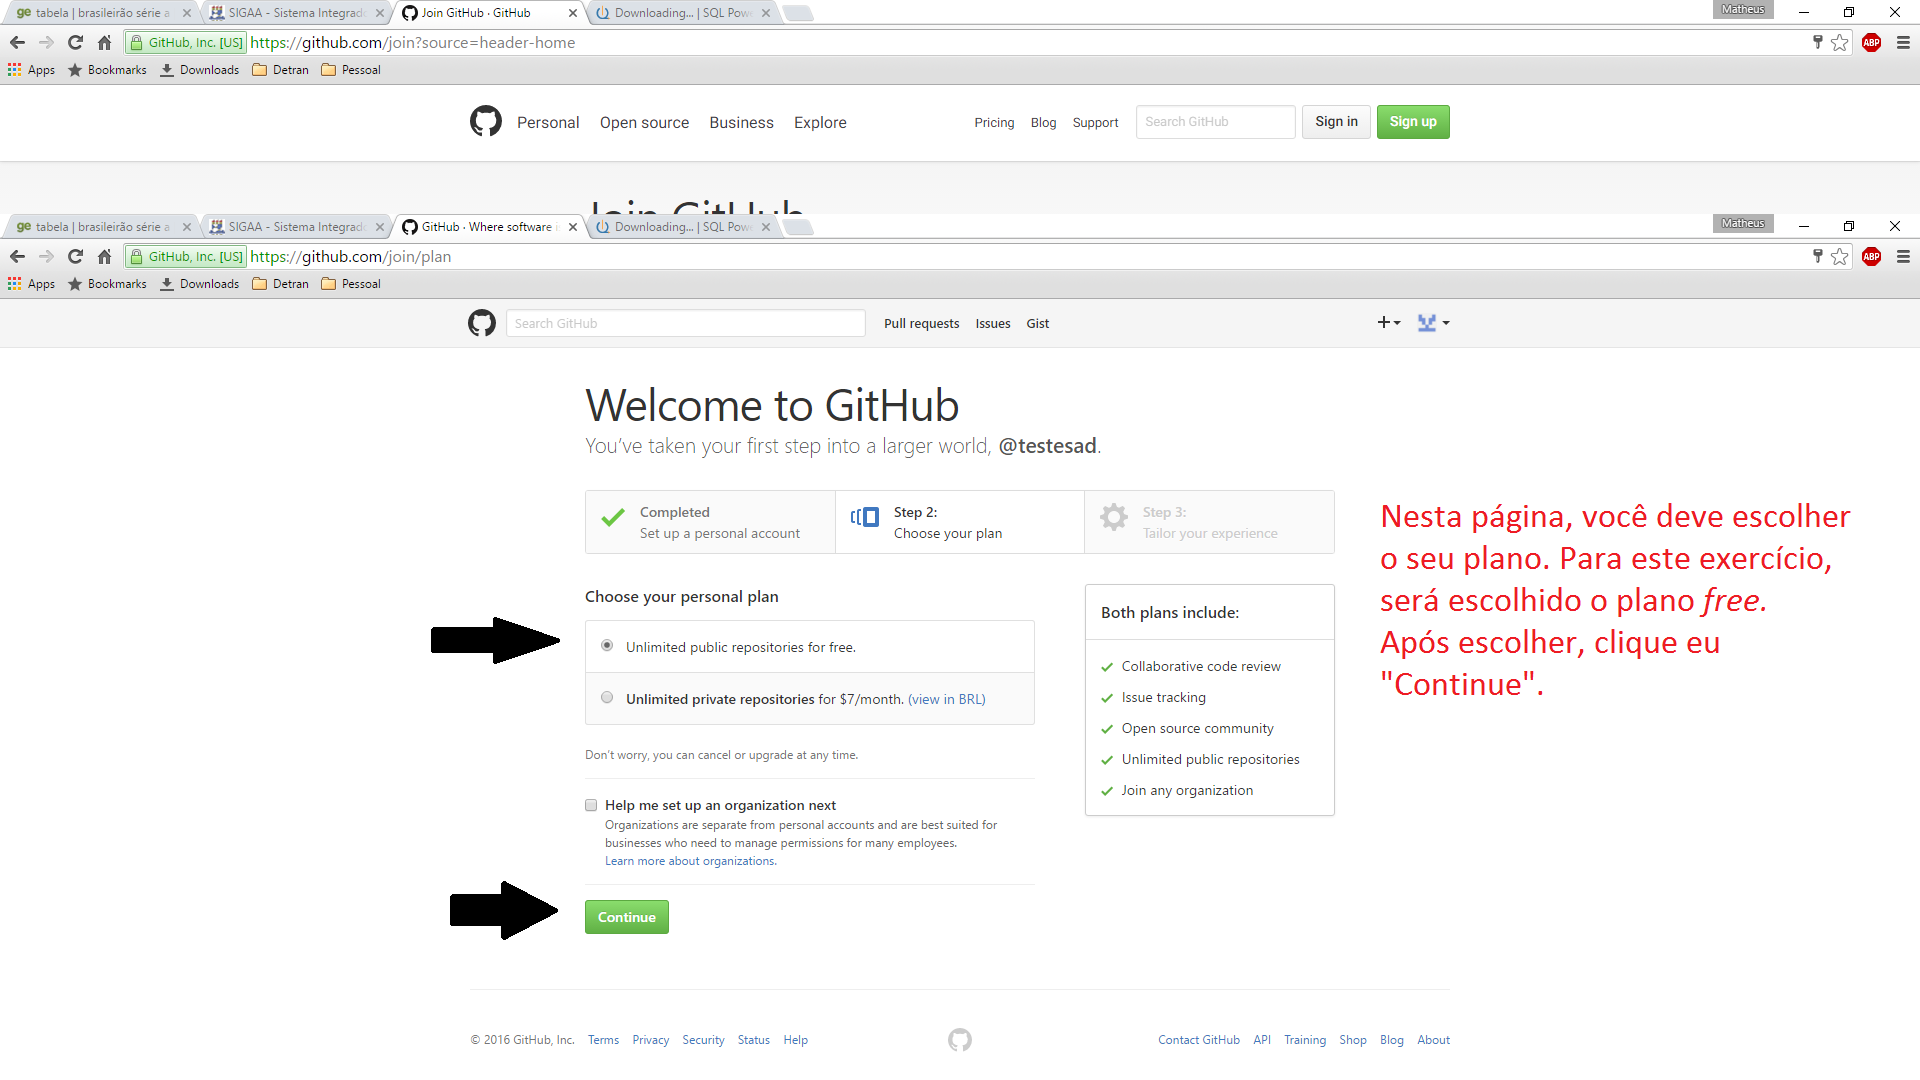 ge tabela | brasileirão série a
SIGAA - Sistema Integrado
Join GitHub · GitHub
Downloading... | SQL Powe
Matheus
GitHub, Inc. [US] https://github.com/join?source=header-home
ABP
Apps Bookmarks Downloads Detran Pessoal
Personal Open source Business Explore Pricing Blog Support Search GitHub Sign in Sign up
Join GitHub
ge tabela | brasileirão série a
SIGAA - Sistema Integrado
GitHub · Where software i
Downloading... | SQL Powe
Matheus
GitHub, Inc. [US] https://github.com/join/plan
ABP
Apps Bookmarks Downloads Detran Pessoal
Search GitHub Pull requests Issues Gist
Welcome to GitHub
You’ve taken your first step into a larger world, @testesad.
Completed
Set up a personal account
Step 2:
Choose your plan
Step 3:
Tailor your experience
Choose your personal plan
Unlimited public repositories for free.
Unlimited private repositories for $7/month. (view in BRL)
Don’t worry, you can cancel or upgrade at any time.
Help me set up an organization next
Organizations are separate from personal accounts and are best suited for
businesses who need to manage permissions for many employees.
Learn more about organizations.
Continue
Both plans include:
Collaborative code review
Issue tracking
Open source community
Unlimited public repositories
Join any organization
Nesta página, você deve escolher
o seu plano. Para este exercício,
será escolhido o plano free.
Após escolher, clique eu
"Continue".
© 2016 GitHub, Inc. Terms Privacy Security Status Help
Contact GitHub API Training Shop Blog About